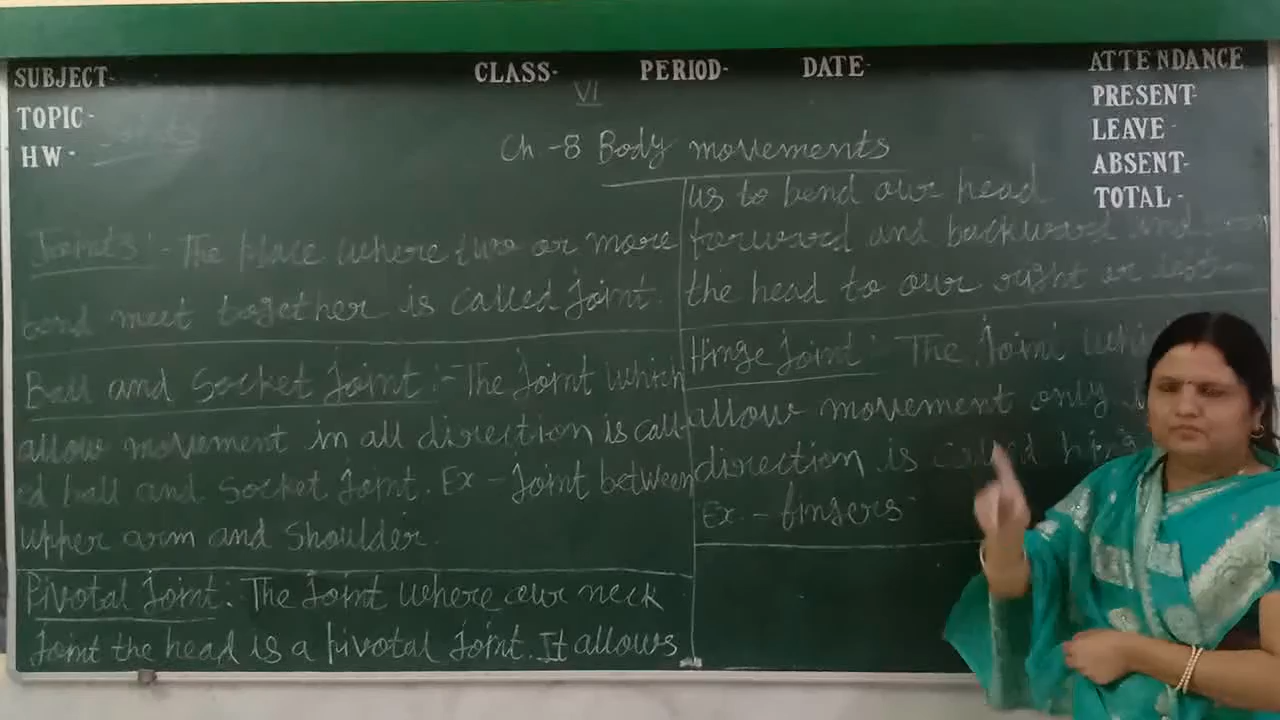 SUBJECT- CLASS- PERIOD- DATE- ATTENDANCE
VI
TOPIC- PRESENT-
HW- LEAVE-
ABSENT-
TOTAL-
Ch-8 Body movements
Joints:- The place where two or more
bond meet together is called Joint.
Ball and Socket Joint:- The Joint which
allow movement in all direction is call-
ed ball and Socket Joint. Ex - Joint between
upper arm and Shoulder.
Pivotal Joint: The Joint where our neck
Joint the head is a pivotal Joint. It allows
us to bend our head
forward and backward and
the head to our right or left
Hinge Joint: The Joint whi
allow movement only i
direction is called hing
Ex. - fingers